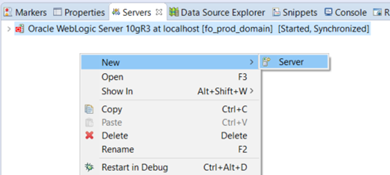 Markers Properties Servers Data Source Explorer Snippets Console
Oracle WebLogic Server 10gR3 at localhost [fo_prod_domain] [Started, Synchronized]
New Server
Open F3
Show In Alt+Shift+W
Copy Ctrl+C
Paste Ctrl+V
Delete Delete
Rename F2
Restart in Debug Ctrl+Alt+D